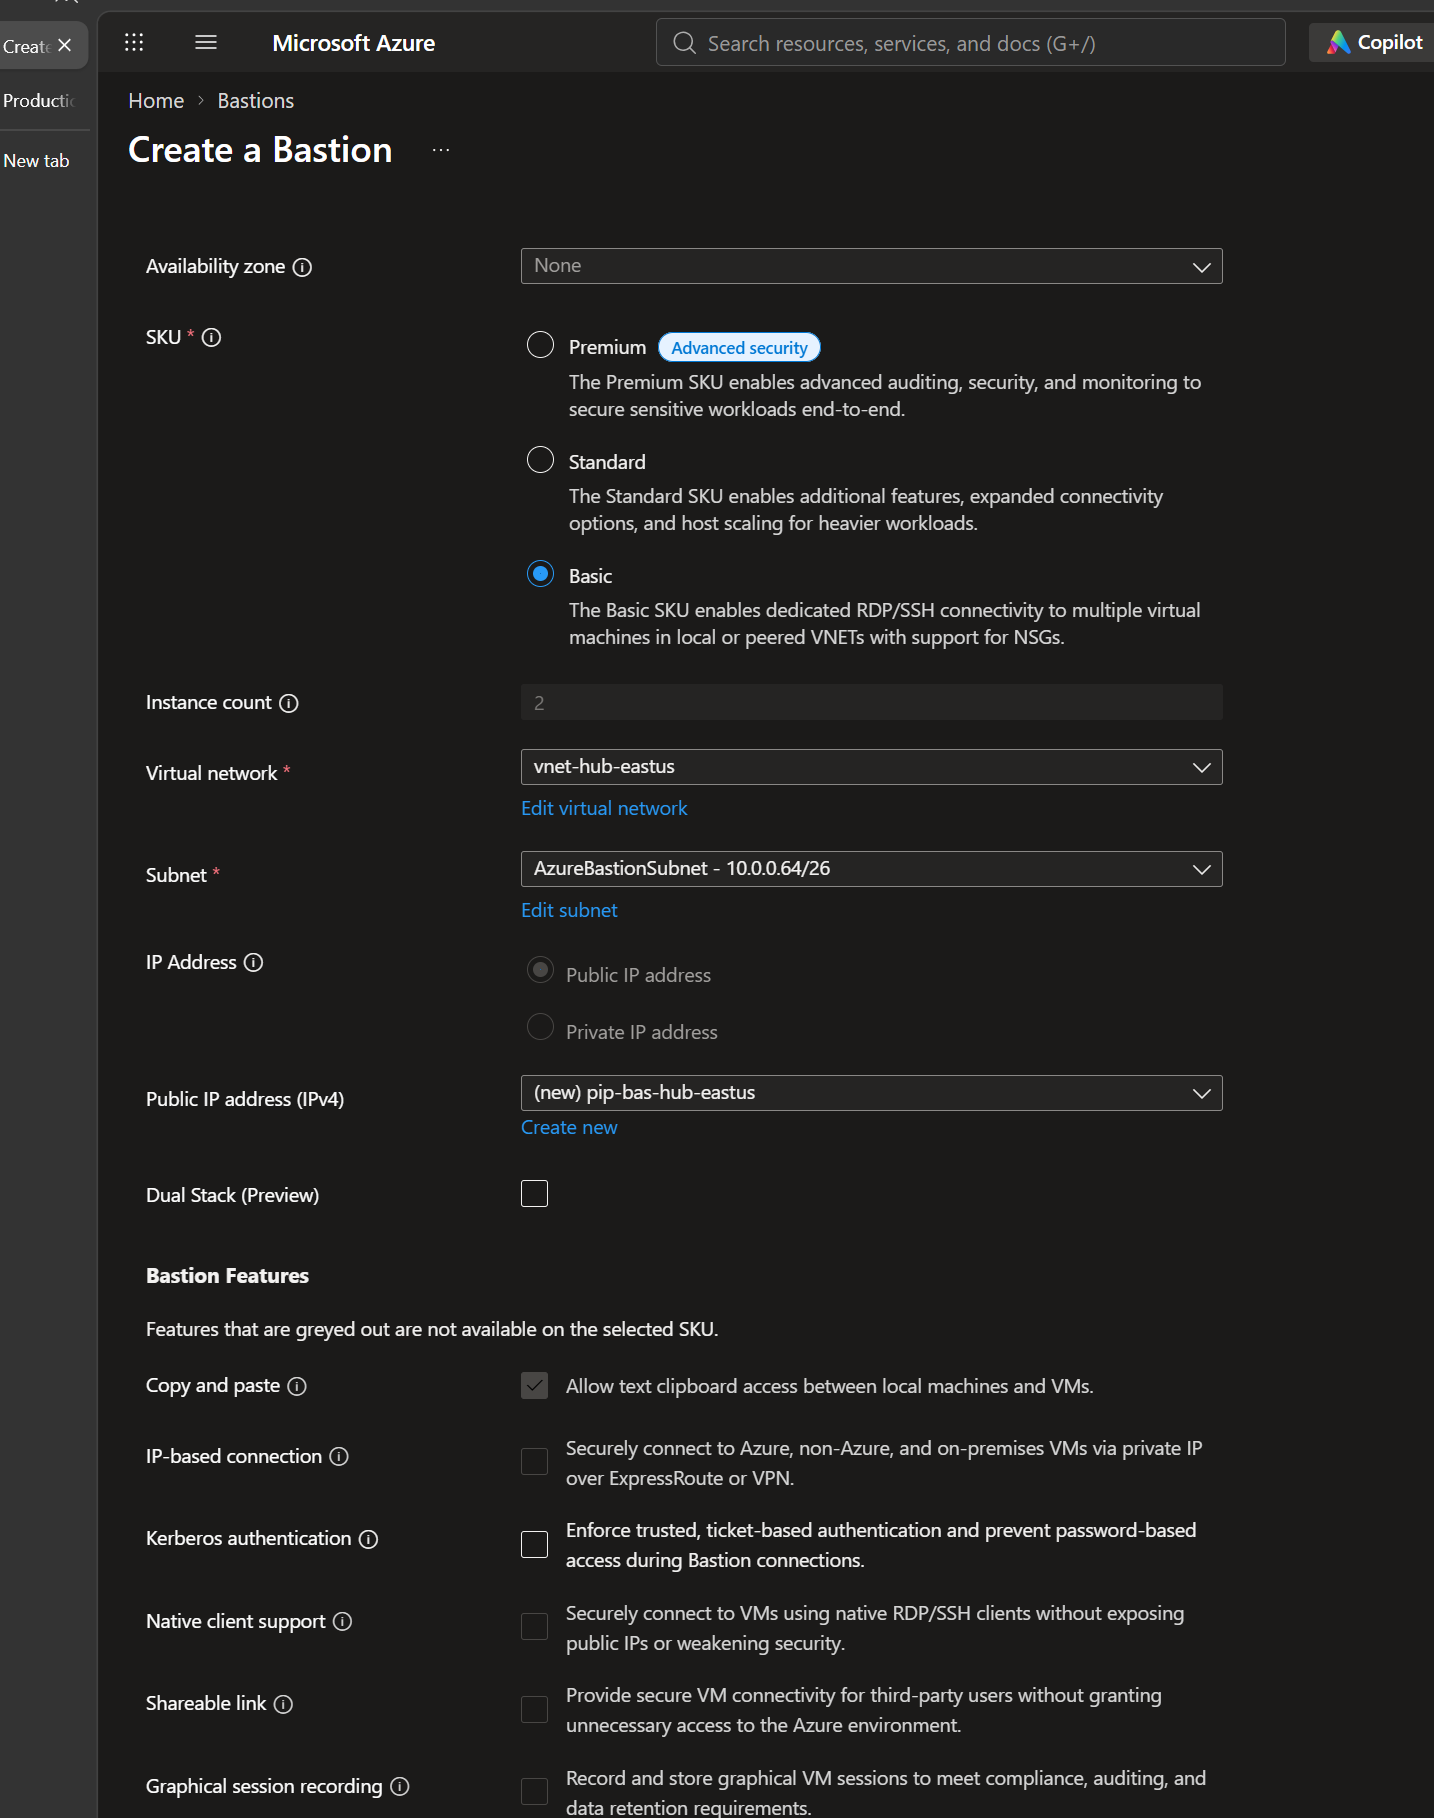 Create
Microsoft Azure
Search resources, services, and docs (G+/)
Copilot
New tab
Home > Bastions
Create a Bastion ...
Availability zone
None
SKU *
Premium Advanced security
The Premium SKU enables advanced auditing, security, and monitoring to
secure sensitive workloads end-to-end.
Standard
The Standard SKU enables additional features, expanded connectivity
options, and host scaling for heavier workloads.
Basic
The Basic SKU enables dedicated RDP/SSH connectivity to multiple virtual
machines in local or peered VNETs with support for NSGs.
Instance count
2
Virtual network *
vnet-hub-eastus
Edit virtual network
Subnet *
AzureBastionSubnet - 10.0.0.64/26
Edit subnet
IP Address
Public IP address
Private IP address
Public IP address (IPv4)
(new) pip-bas-hub-eastus
Create new
Dual Stack (Preview)
Bastion Features
Features that are greyed out are not available on the selected SKU.
Copy and paste
Allow text clipboard access between local machines and VMs.
IP-based connection
Securely connect to Azure, non-Azure, and on-premises VMs via private IP
over ExpressRoute or VPN.
Kerberos authentication
Enforce trusted, ticket-based authentication and prevent password-based
access during Bastion connections.
Native client support
Securely connect to VMs using native RDP/SSH clients without exposing
public IPs or weakening security.
Shareable link
Provide secure VM connectivity for third-party users without granting
unnecessary access to the Azure environment.
Graphical session recording
Record and store graphical VM sessions to meet compliance, auditing, and
data retention requirements.